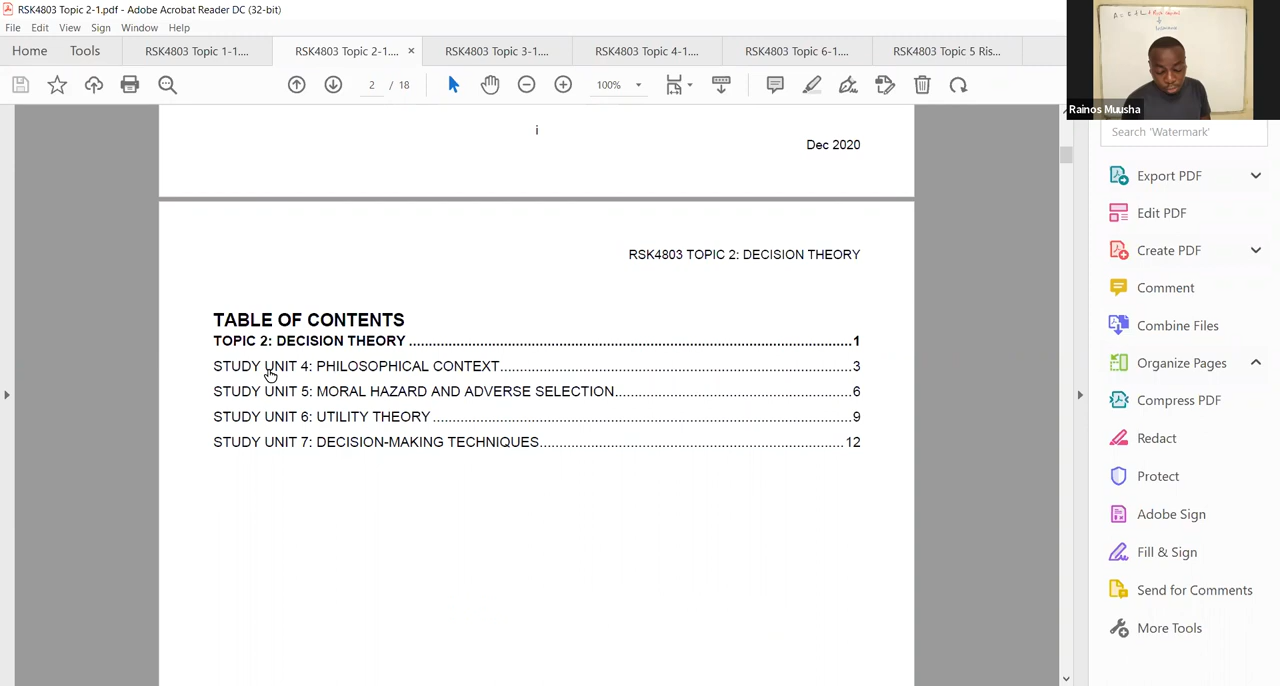 RSK4803 Topic 2-1.pdf - Adobe Acrobat Reader DC (32-bit)
File Edit View Sign Window Help
Home Tools RSK4803 Topic 1-1.... RSK4803 Topic 2-1.... × RSK4803 Topic 3-1.... RSK4803 Topic 4-1.... RSK4803 Topic 6-1.... RSK4803 Topic 5 Ris...
2 / 18 100%
Rainos Muusha
Search 'Watermark'
i
Dec 2020
RSK4803 TOPIC 2: DECISION THEORY
TABLE OF CONTENTS
TOPIC 2: DECISION THEORY ........ 1
STUDY UNIT 4: PHILOSOPHICAL CONTEXT........ 3
STUDY UNIT 5: MORAL HAZARD AND ADVERSE SELECTION........ 6
STUDY UNIT 6: UTILITY THEORY ........ 9
STUDY UNIT 7: DECISION-MAKING TECHNIQUES........ 12
Export PDF
Edit PDF
Create PDF
Comment
Combine Files
Organize Pages
Compress PDF
Redact
Protect
Adobe Sign
Fill & Sign
Send for Comments
More Tools